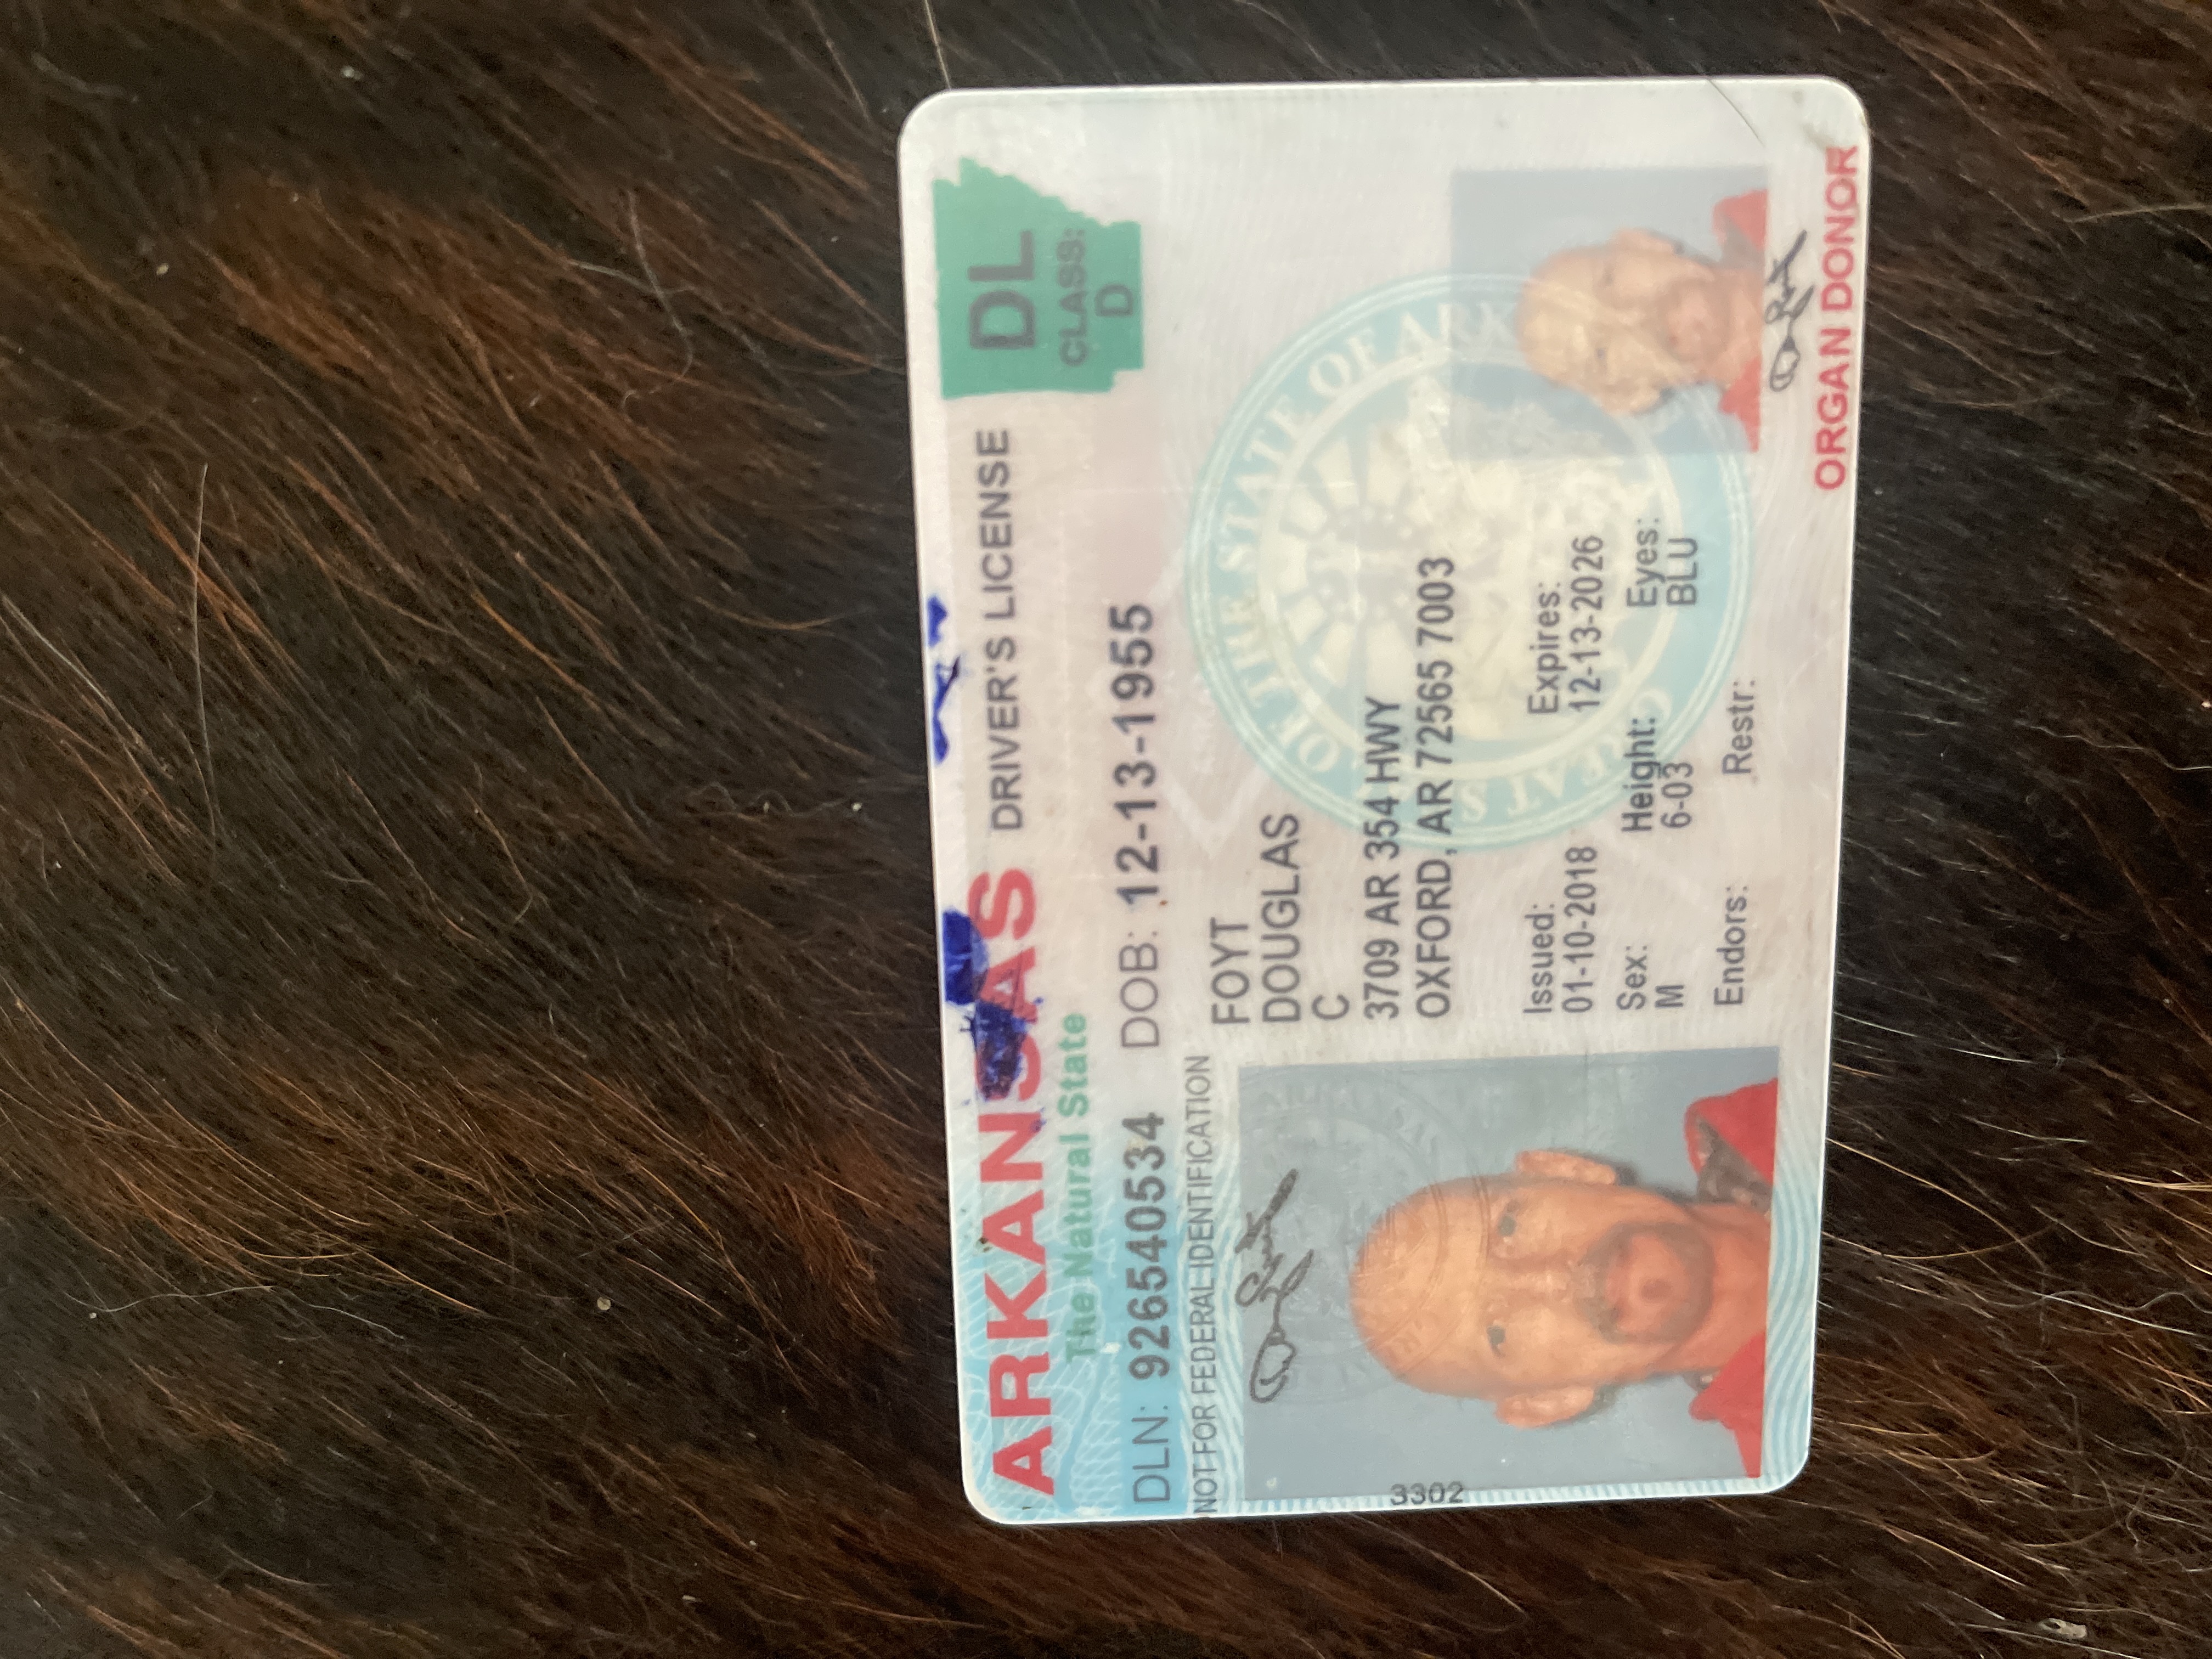 ARKANSAS DRIVER'S LICENSE
DL
The Natural State
CLASS:
D
DLN: 926540534 DOB: 12-13-1955
NOT FOR FEDERAL IDENTIFICATION
FOYT
DOUGLAS
C
3709 AR 354 HWY
OXFORD, AR 72565 7003
3302
Issued: Expires:
01-10-2018 12-13-2026
Sex: Height: Eyes:
M 6-03 BLU
Endors: Restr:
ORGAN DONOR
GREAT SEAL OF THE STATE OF ARK